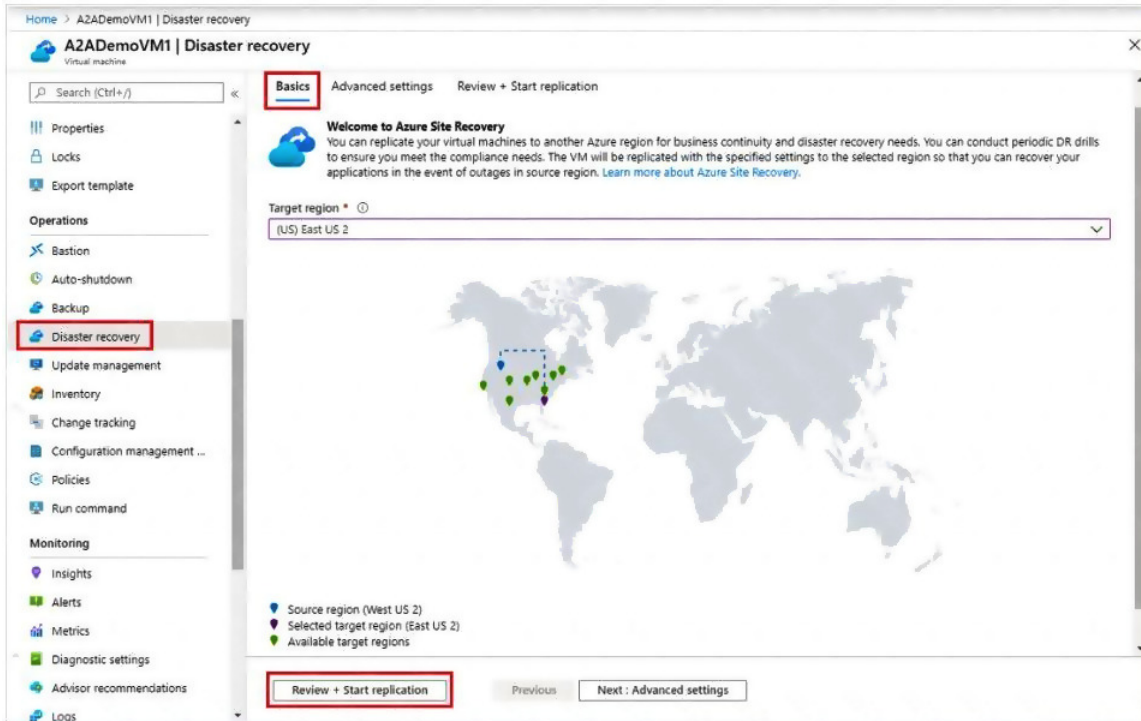 Home > A2ADemoVM1 | Disaster recovery
A2ADemoVM1 | Disaster recovery
Virtual machine
Search (Ctrl+/)
Properties
Locks
Export template
Operations
Bastion
Auto-shutdown
Backup
Disaster recovery
Update management
Inventory
Change tracking
Configuration management ...
Policies
Run command
Monitoring
Insights
Alerts
Metrics
Diagnostic settings
Advisor recommendations
Logs
Basics Advanced settings Review + Start replication
Welcome to Azure Site Recovery
You can replicate your virtual machines to another Azure region for business continuity and disaster recovery needs. You can conduct periodic DR drills
to ensure you meet the compliance needs. The VM will be replicated with the specified settings to the selected region so that you can recover your
applications in the event of outages in source region. Learn more about Azure Site Recovery.
Target region *
(US) East US 2
Source region (West US 2)
Selected target region (East US 2)
Available target regions
Review + Start replication Previous Next : Advanced settings